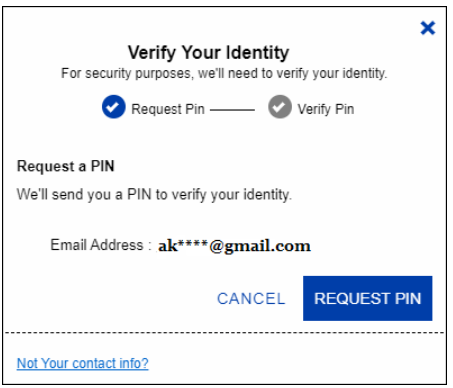 Verify Your Identity
For security purposes, we'll need to verify your identity.
Request Pin Verify Pin
Request a PIN
We'll send you a PIN to verify your identity.
Email Address : ak****@gmail.com
CANCEL REQUEST PIN
Not Your contact info?